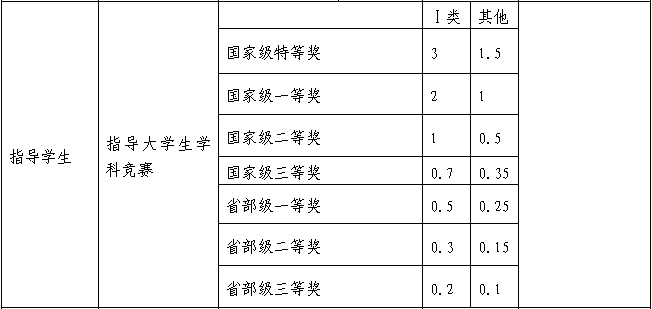 Ⅰ类 其他
国家级特等奖 3 1.5
国家级一等奖 2 1
国家级二等奖 1 0.5
指导学生
指导大学生学
科竞赛
国家级三等奖 0.7 0.35
省部级一等奖 0.5 0.25
省部级二等奖 0.3 0.15
省部级三等奖 0.2 0.1